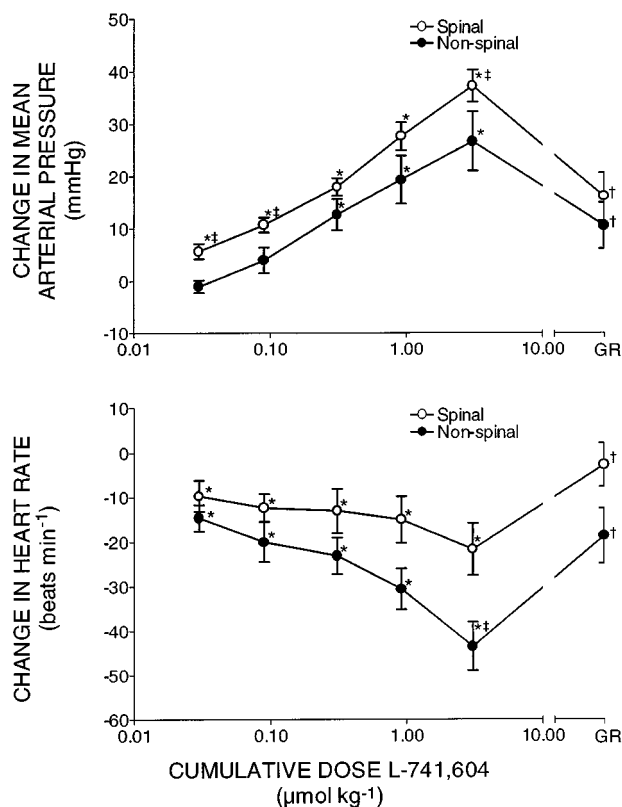 50
Spinal
Non-spinal
40
*‡
*
30
*
*
20
*
†
*‡
10
*
†
*‡
0
-10
0.01 0.10 1.00 10.00 GR
CHANGE IN MEAN
ARTERIAL PRESSURE
(mmHg)
10
Spinal
Non-spinal
0
†
-10
*
*
*
*
*
†
-20
*
*
*
-30
*
-40
*‡
-50
-60
0.01 0.10 1.00 10.00 GR
CHANGE IN HEART RATE
(beats min⁻¹)
CUMULATIVE DOSE L-741,604
(µmol kg⁻¹)